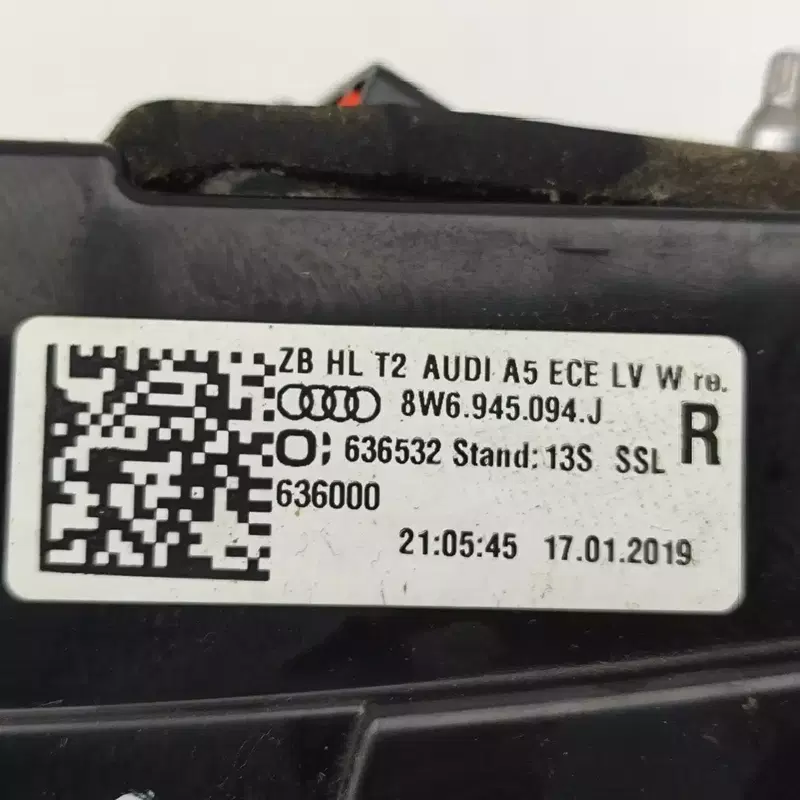 ZB HL T2 AUDI A5 ECE LV W re.
8W6.945.094.J R
636532 Stand: 13S SSL
636000
21:05:45 17.01.2019